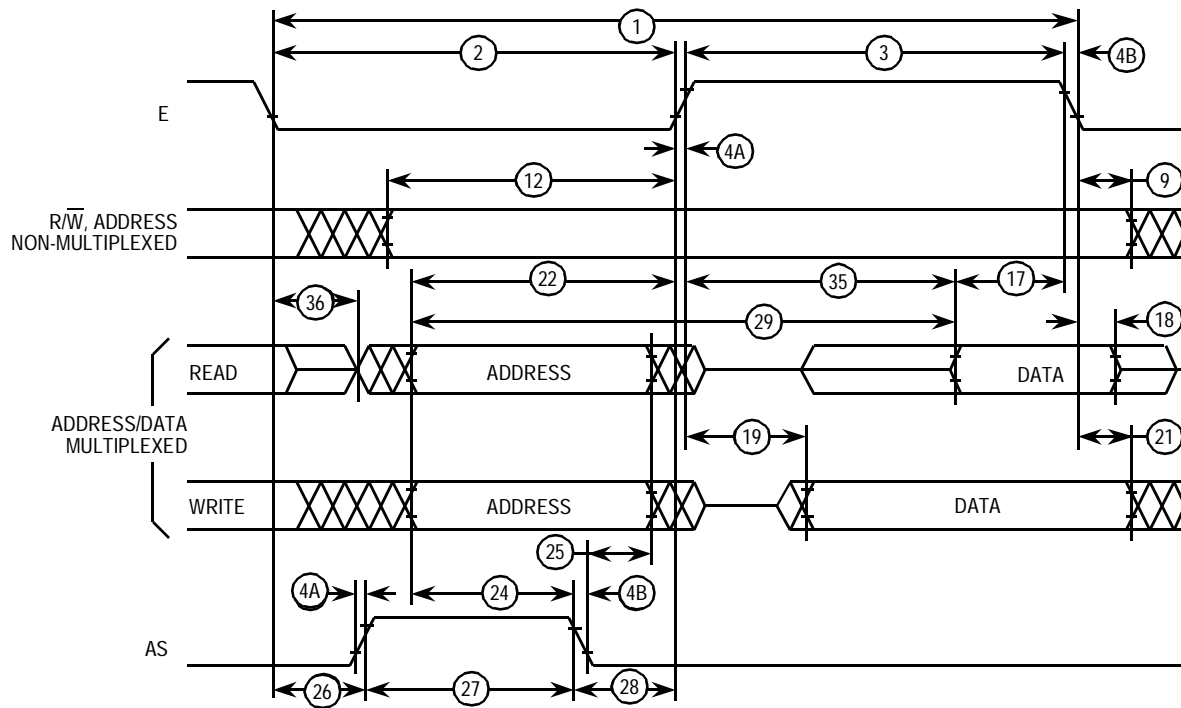 1
2
3
4B
E
4A
12
9
R/W̅, ADDRESS
NON-MULTIPLEXED
22
35
17
36
29
18
READ
ADDRESS
DATA
ADDRESS/DATA
MULTIPLEXED
19
21
WRITE
ADDRESS
DATA
25
4A
24
4B
AS
26
27
28